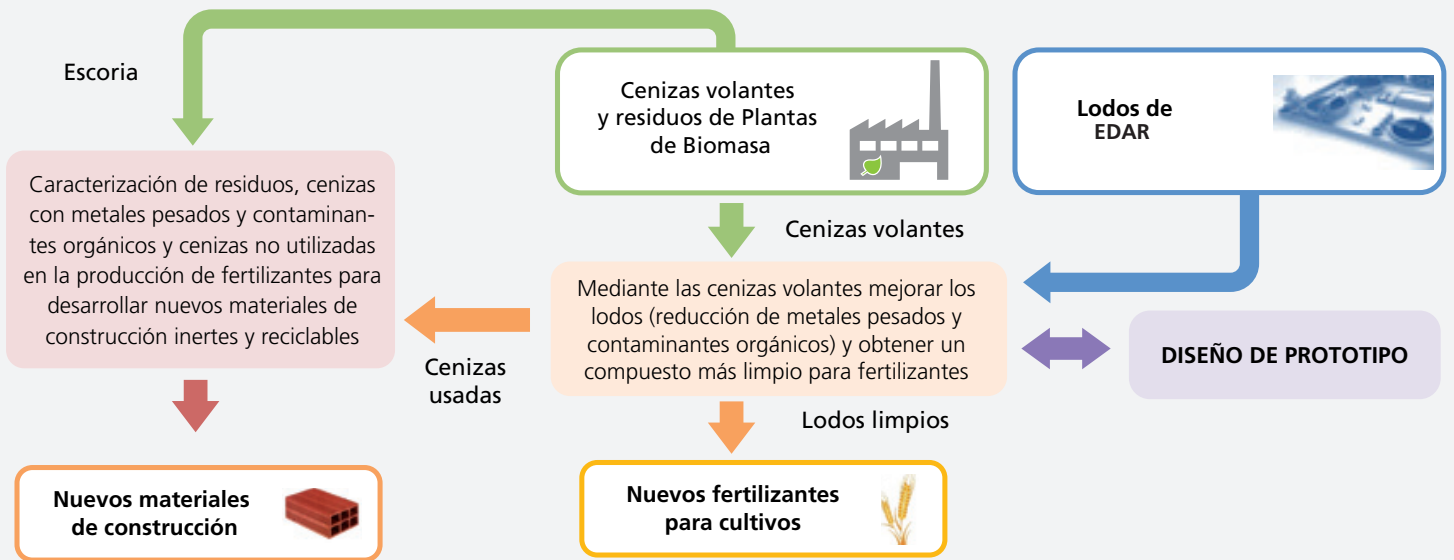 Escoria
Cenizas volantes
y residuos de Plantas
de Biomasa
Lodos de
EDAR
Caracterización de residuos, cenizas
con metales pesados y contaminan-
tes orgánicos y cenizas no utilizadas
en la producción de fertilizantes para
desarrollar nuevos materiales de
construcción inertes y reciclables
Cenizas volantes
Mediante las cenizas volantes mejorar los
lodos (reducción de metales pesados y
contaminantes orgánicos) y obtener un
compuesto más limpio para fertilizantes
DISEÑO DE PROTOTIPO
Cenizas
usadas
Lodos limpios
Nuevos materiales
de construcción
Nuevos fertilizantes
para cultivos